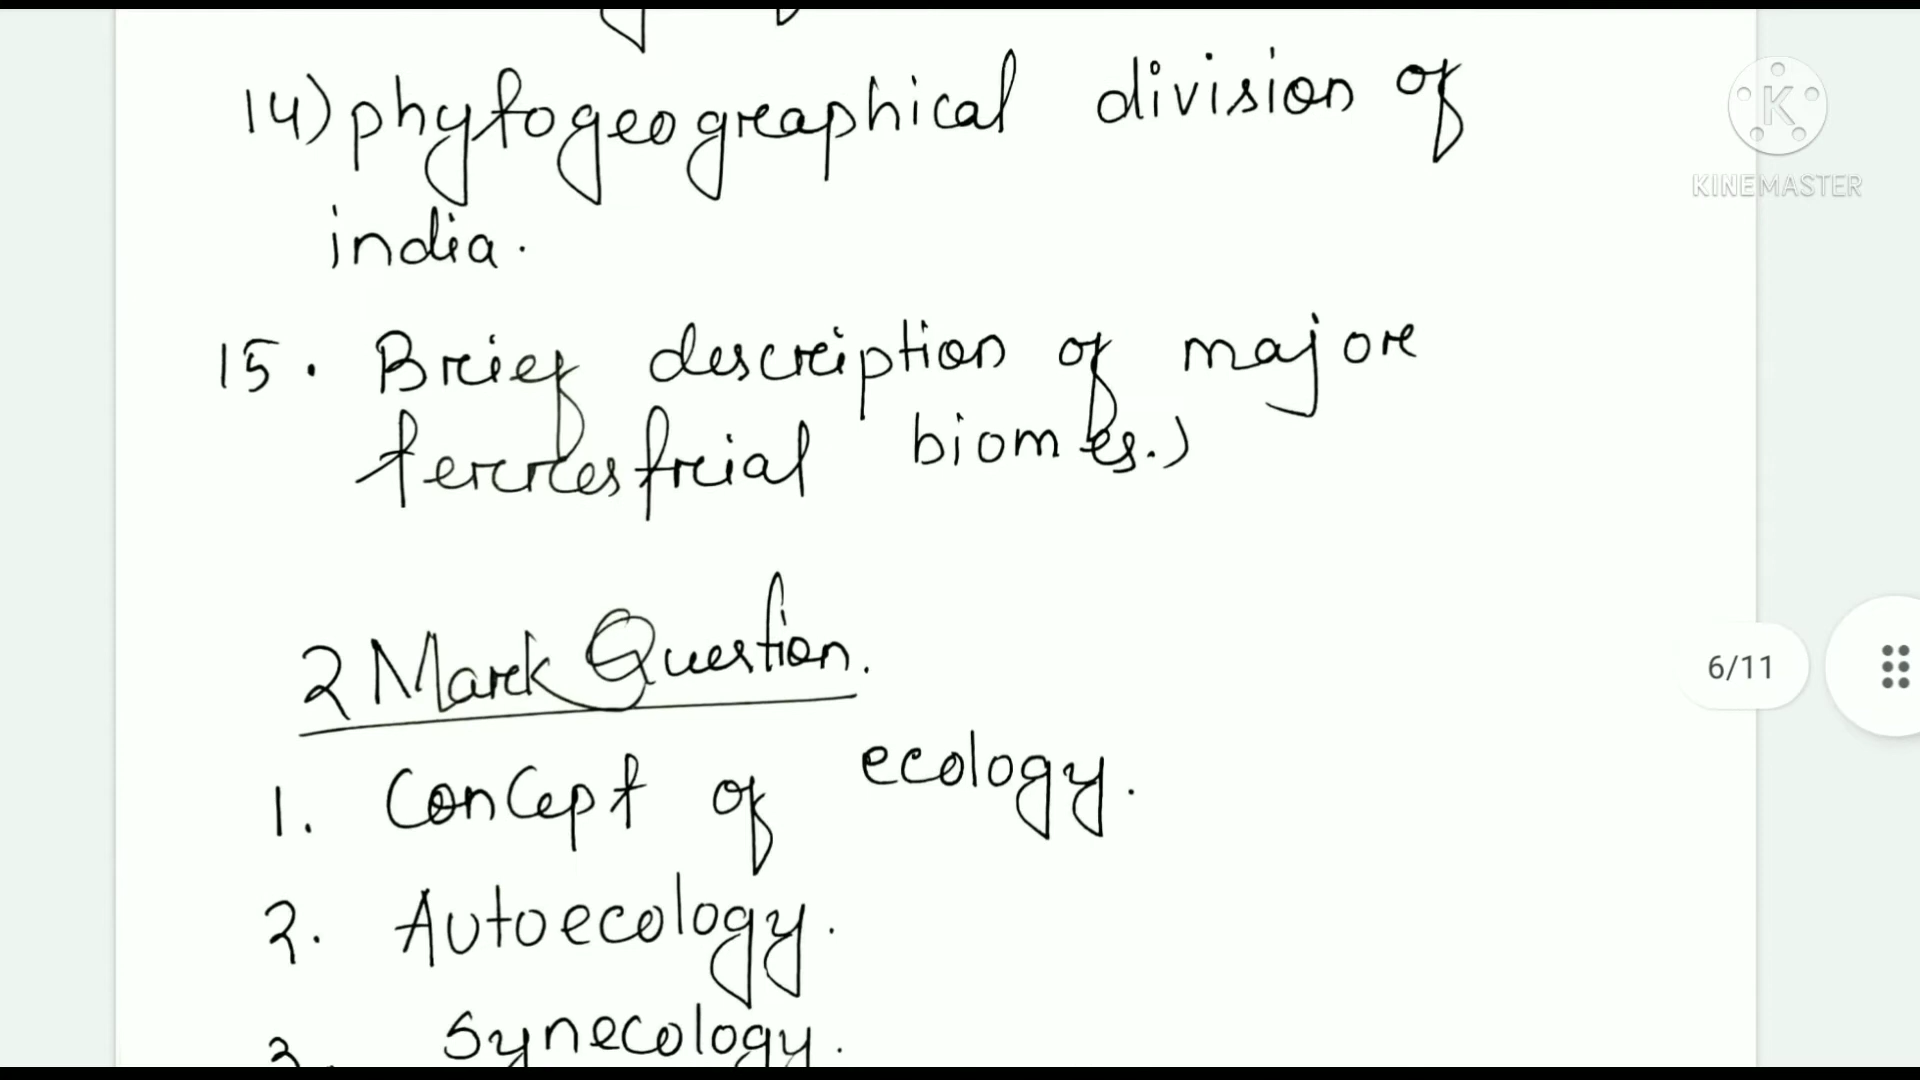 14) phytogeographical division of
india.
15. Brief description of major
terrestrial biomes.)
2 Mark Question.
1. Concept of ecology.
2. Autoecology.
3. Synecology.
KINEMASTER
6/11